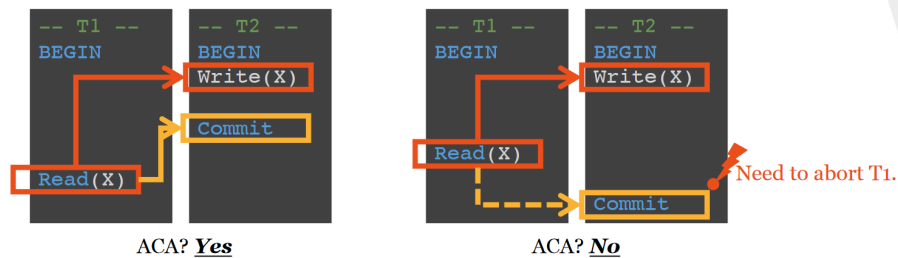 -- T1 --
BEGIN
Read(X)
-- T2 --
BEGIN
Write(X)
Commit
ACA? Yes
-- T1 --
BEGIN
Read(X)
-- T2 --
BEGIN
Write(X)
Commit
Need to abort T1.
ACA? No